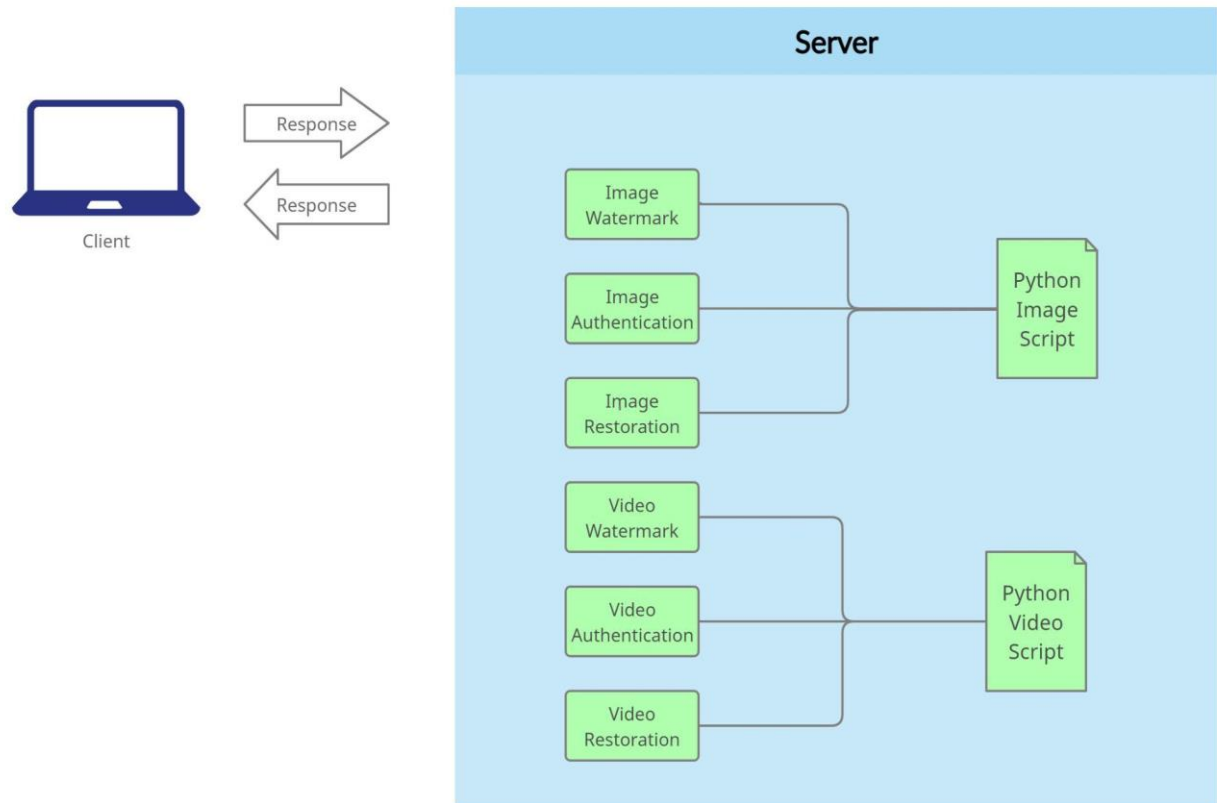 Server
Response
Response
Client
Image
Watermark
Image
Authentication
Image
Restoration
Python
Image
Script
Video
Watermark
Video
Authentication
Video
Restoration
Python
Video
Script